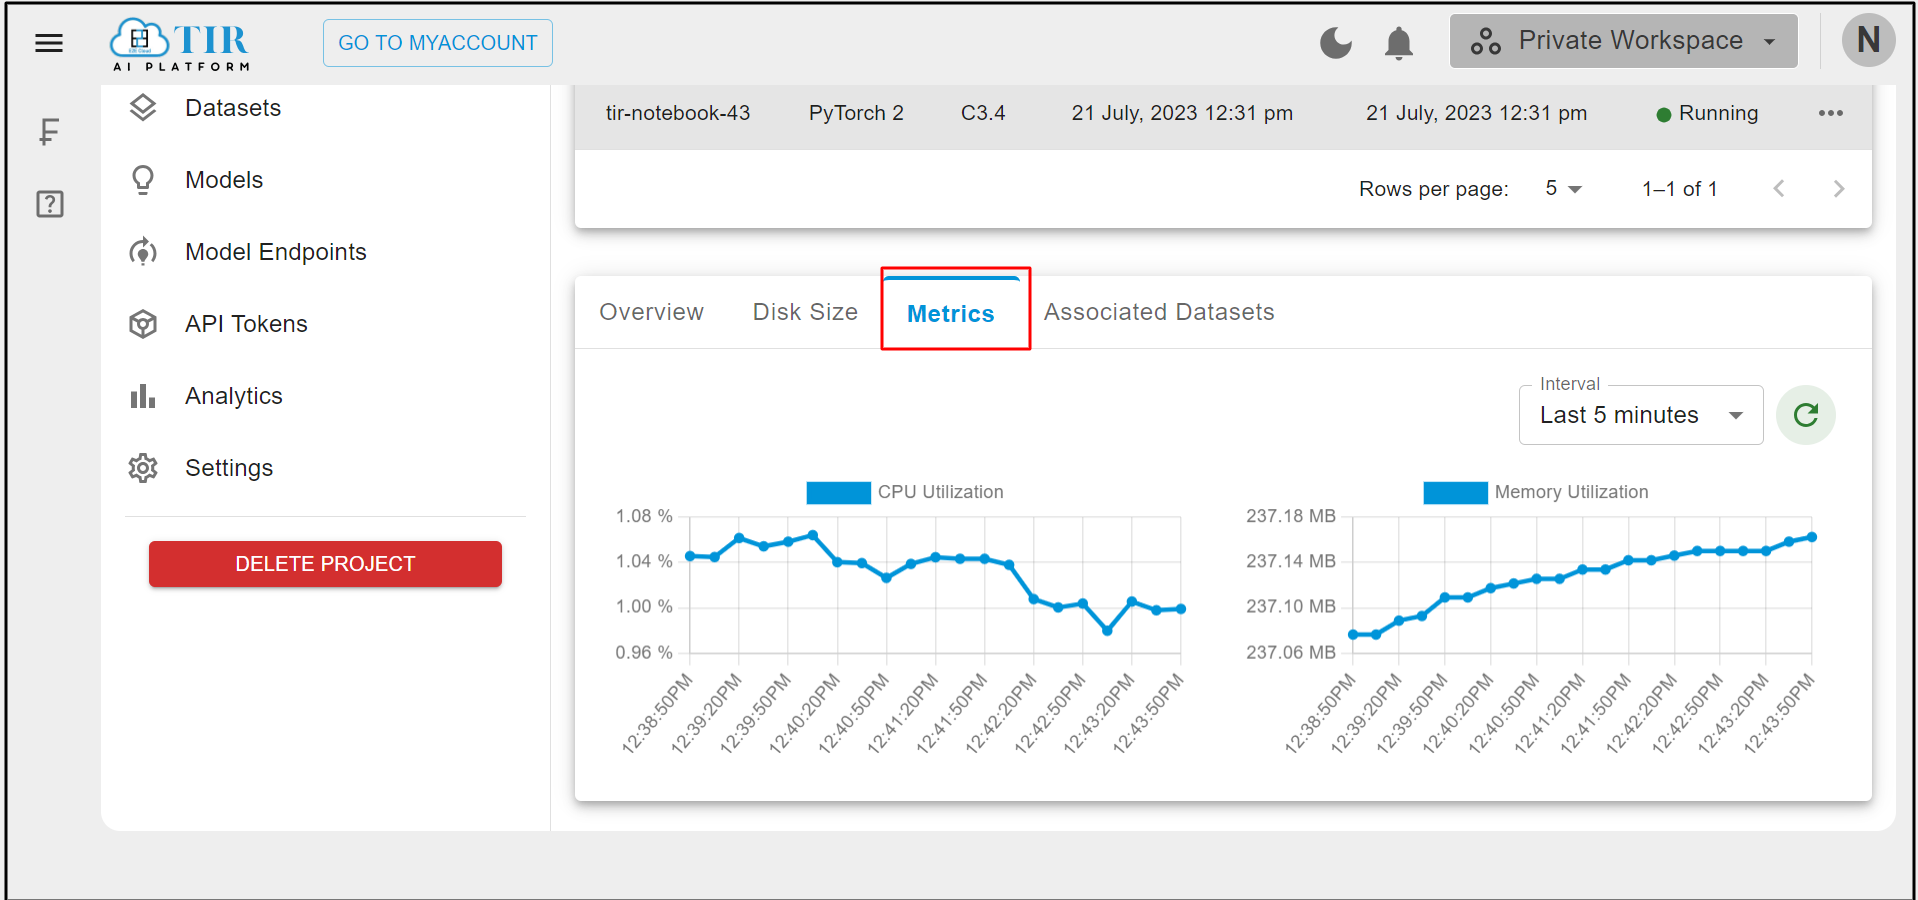 TIR
AI PLATFORM
GO TO MYACCOUNT
Private Workspace
N
Datasets
Models
Model Endpoints
API Tokens
Analytics
Settings
DELETE PROJECT
tir-notebook-43 PyTorch 2 C3.4 21 July, 2023 12:31 pm 21 July, 2023 12:31 pm Running
Rows per page: 5 1–1 of 1
Overview Disk Size Metrics Associated Datasets
Interval
Last 5 minutes
CPU Utilization
1.08 %
1.04 %
1.00 %
0.96 %
12:38:50PM 12:39:20PM 12:39:50PM 12:40:20PM 12:40:50PM 12:41:20PM 12:41:50PM 12:42:20PM 12:42:50PM 12:43:20PM 12:43:50PM
Memory Utilization
237.18 MB
237.14 MB
237.10 MB
237.06 MB
12:38:50PM 12:39:20PM 12:39:50PM 12:40:20PM 12:40:50PM 12:41:20PM 12:41:50PM 12:42:20PM 12:42:50PM 12:43:20PM 12:43:50PM